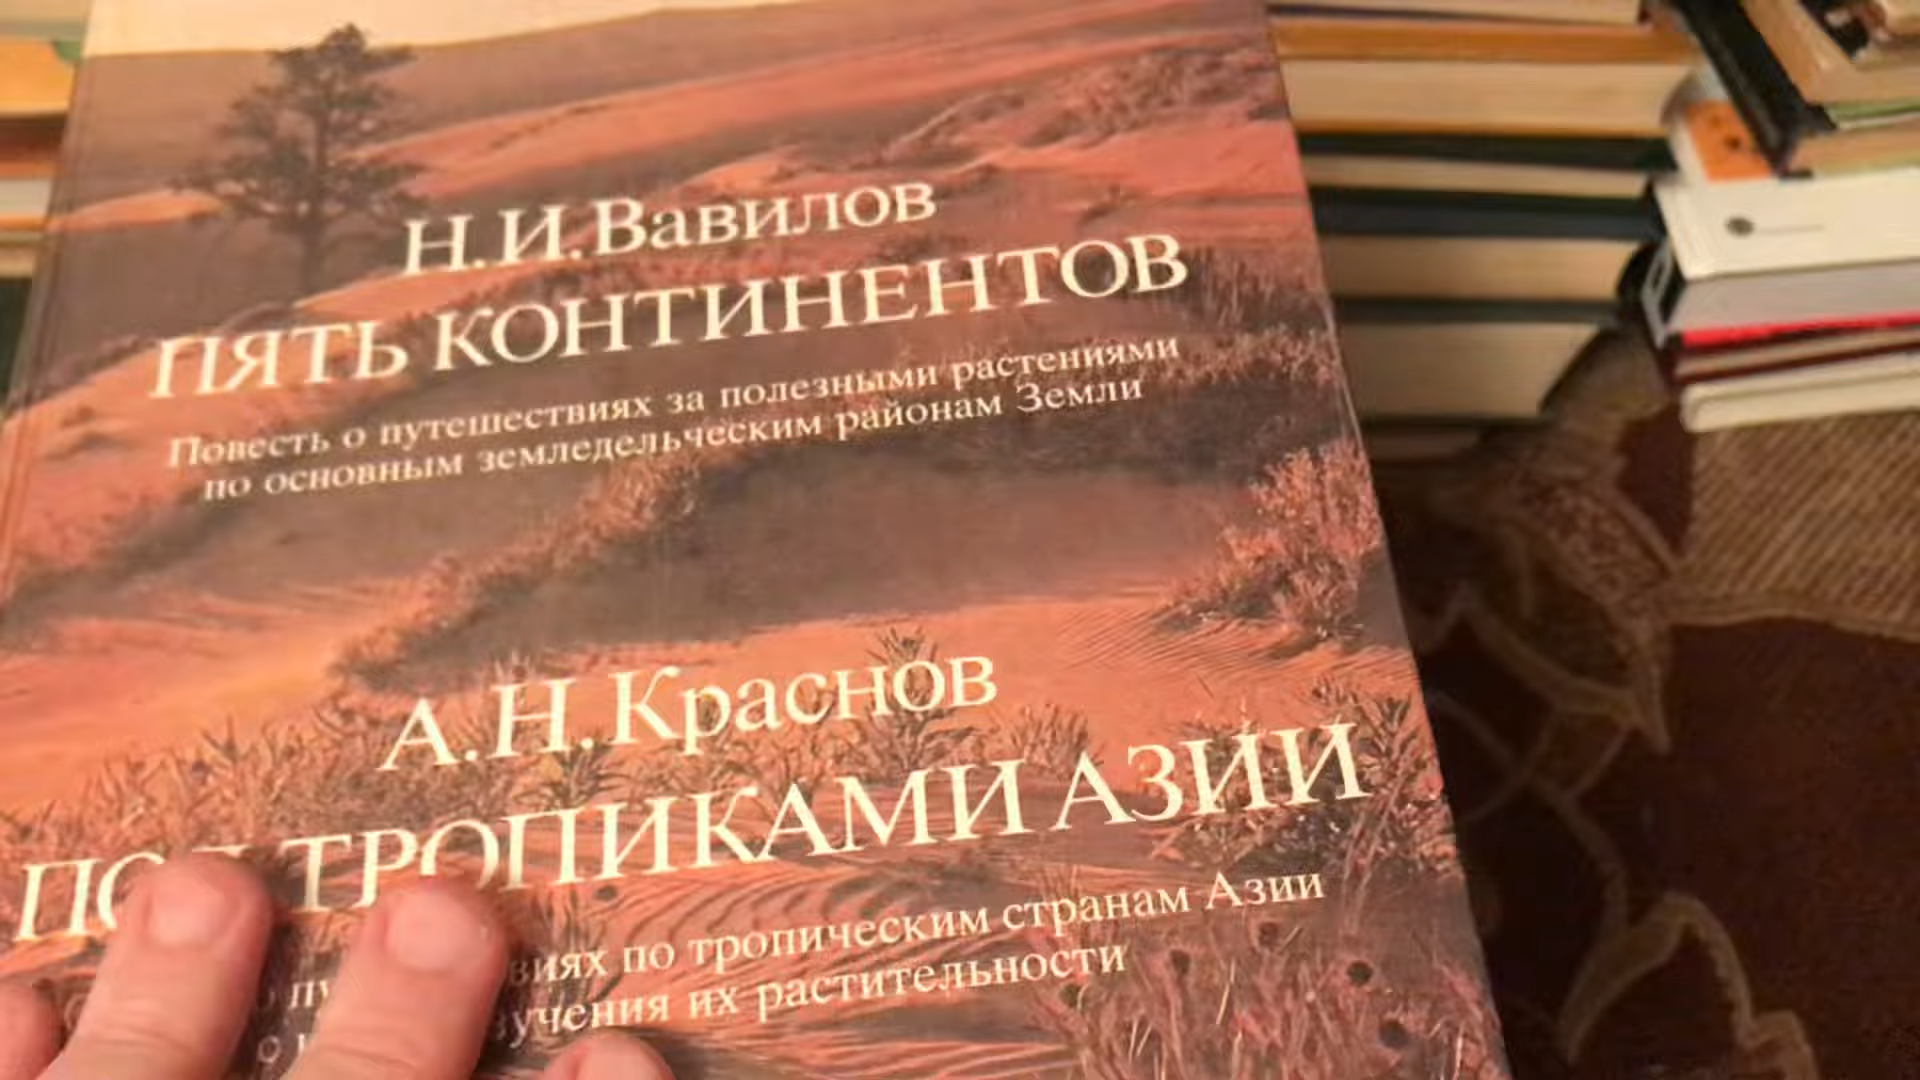 Н.И.Вавилов
ПЯТЬ КОНТИНЕНТОВ
Повесть о путешествиях за полезными растениями
по основным земледельческим районам Земли
А.Н.Краснов
ПОД ТРОПИКАМИ АЗИИ
по тропическим странам Азии
их растительности